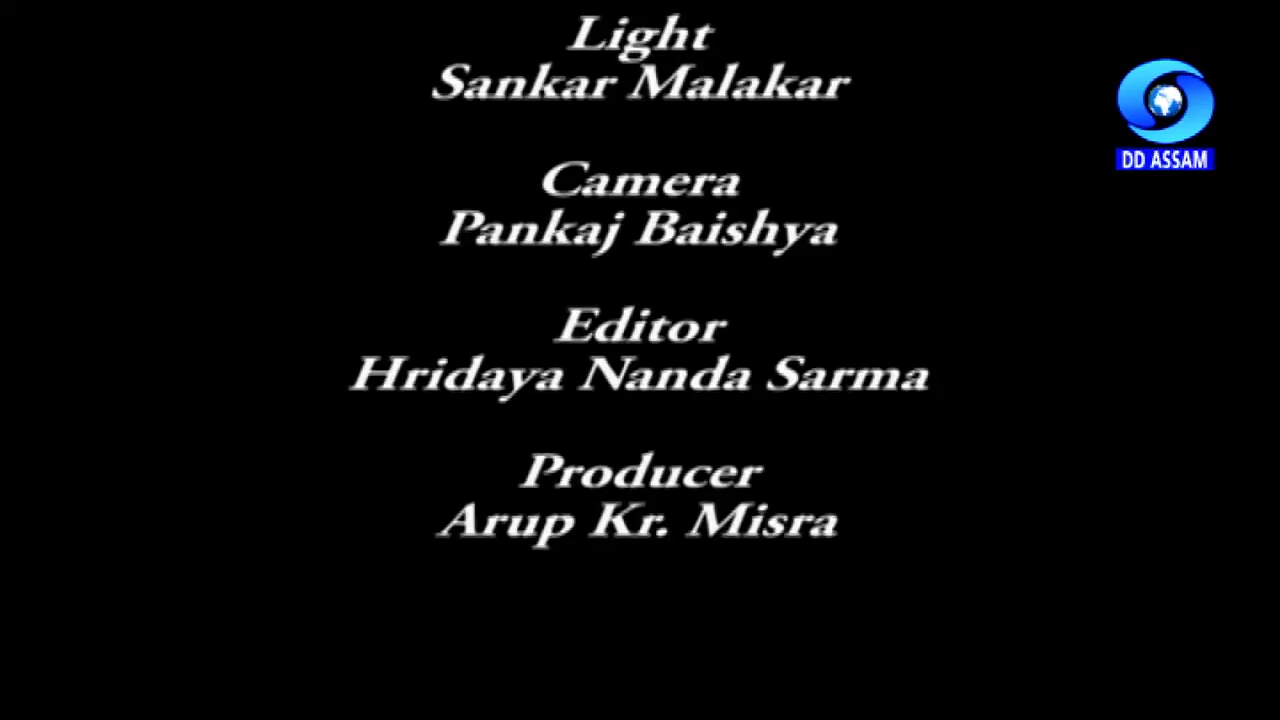 Light
Sankar Malakar
DD ASSAM
Camera
Pankaj Baishya
Editor
Hridaya Nanda Sarma
Producer
Arup Kr. Misra